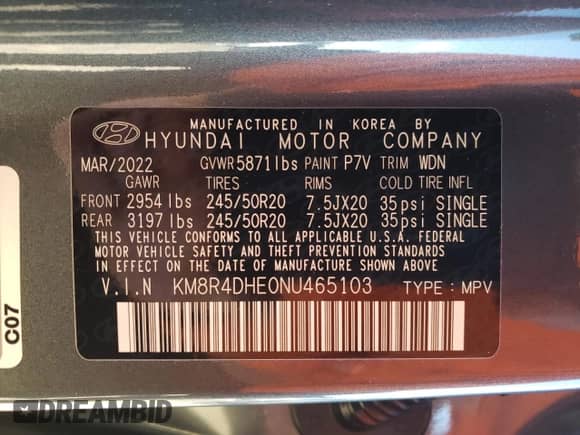 MANUFACTURED IN KOREA BY
HYUNDAI MOTOR COMPANY
MAR/2022 GVWR 5871lbs PAINT P7V TRIM WDN
GAWR TIRES RIMS COLD TIRE INFL
FRONT 2954 lbs 245/50R20 7.5JX20 35psi SINGLE
REAR 3197 lbs 245/50R20 7.5JX20 35psi SINGLE
THIS VEHICLE CONFORMS TO ALL APPLICABLE U.S.A. FEDERAL
MOTOR VEHICLE SAFETY AND THEFT PREVENTION STANDARDS
IN EFFECT ON THE DATE OF MANUFACTURE SHOWN ABOVE.
V.I.N KM8R4DHE0NU465103 TYPE : MPV
C07
DREAMBID